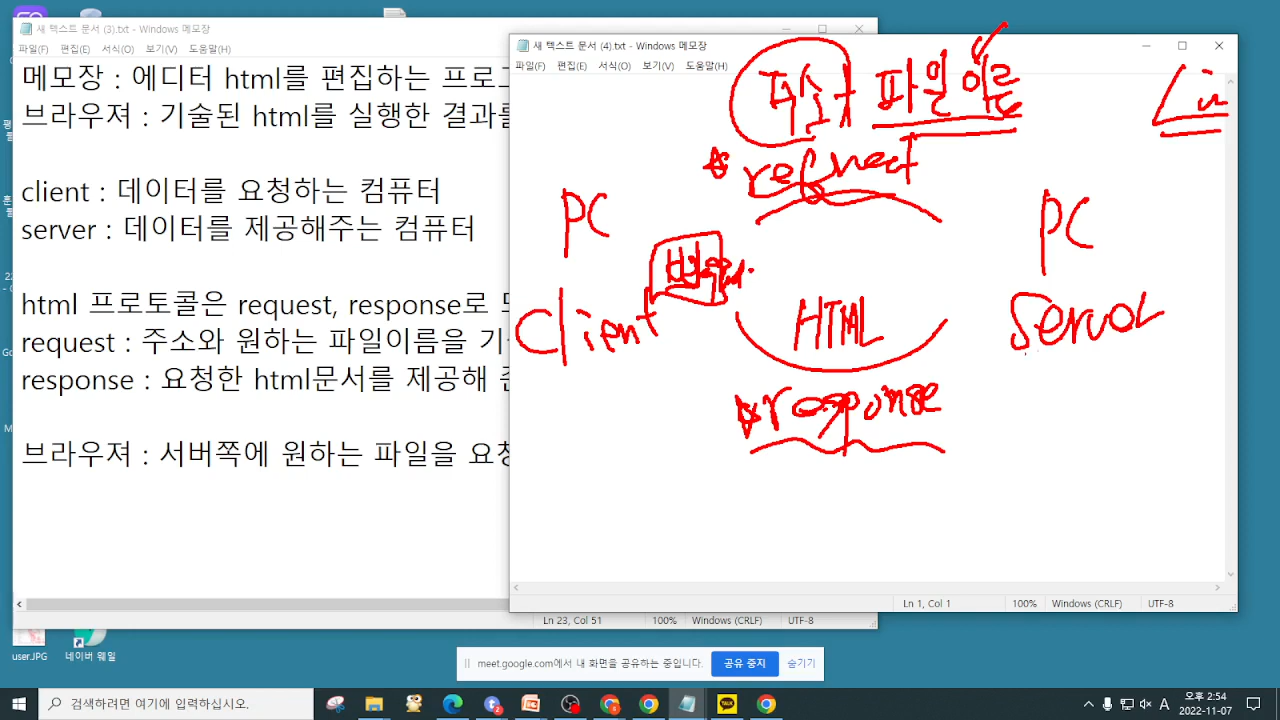 새 텍스트 문서 (3).txt - Windows 메모장
파일(F) 편집(E) 서식(O) 보기(V) 도움말(H)
메모장 : 에디터 html를 편집하는 프로그
브라우져 : 기술된 html를 실행한 결과를
client : 데이터를 요청하는 컴퓨터
server : 데이터를 제공해주는 컴퓨터
html 프로토콜은 request, response로
request : 주소와 원하는 파일이름을 기
response : 요청한 html문서를 제공해 준
브라우져 : 서버쪽에 원하는 파일을 요청
Ln 23, Col 51 100% Windows (CRLF) UTF-8
새 텍스트 문서 (4).txt - Windows 메모장
파일(F) 편집(E) 서식(O) 보기(V) 도움말(H)
주소 파일이름
request
PC PC
Client HTML Server
response
Ln 1, Col 1 100% Windows (CRLF) UTF-8
user.JPG 네이버 웨일
meet.google.com에서 내 화면을 공유하는 중입니다. 공유 중지 숨기기
검색하려면 여기에 입력하십시오.
TALK
A 오후 2:54
2022-11-07